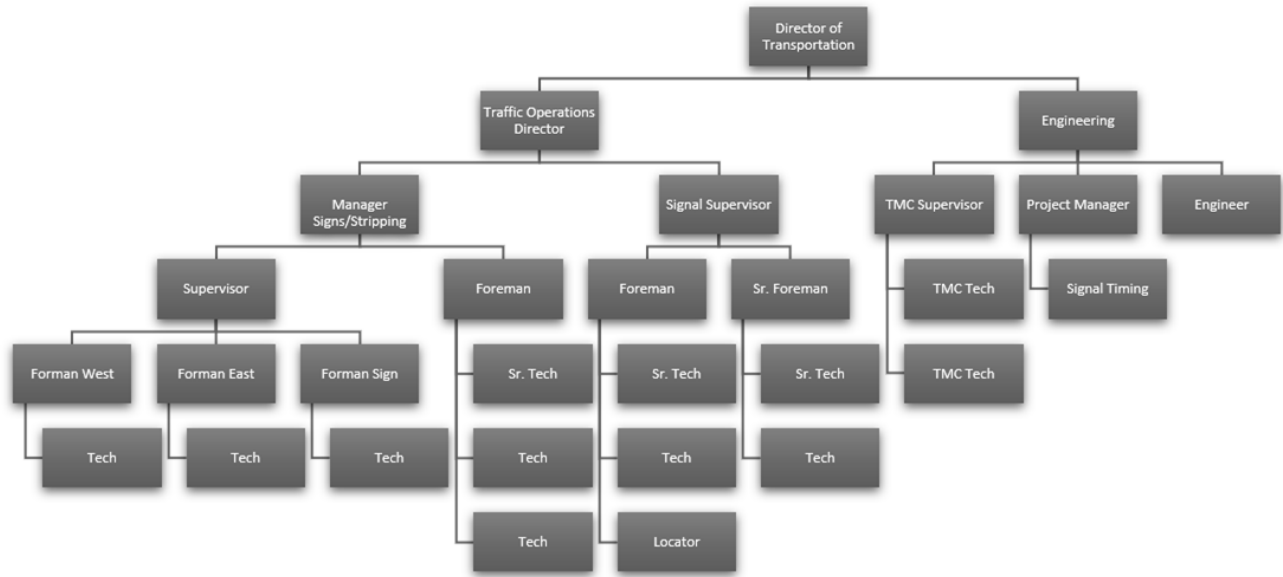 Director of
Transportation
Traffic Operations
Director
Engineering
Manager
Signs/Stripping
Signal Supervisor
TMC Supervisor
Project Manager
Engineer
Supervisor
Foreman
Foreman
Sr. Foreman
TMC Tech
Signal Timing
Forman West
Forman East
Forman Sign
Sr. Tech
Sr. Tech
Sr. Tech
TMC Tech
Tech
Tech
Tech
Tech
Tech
Tech
Tech
Locator